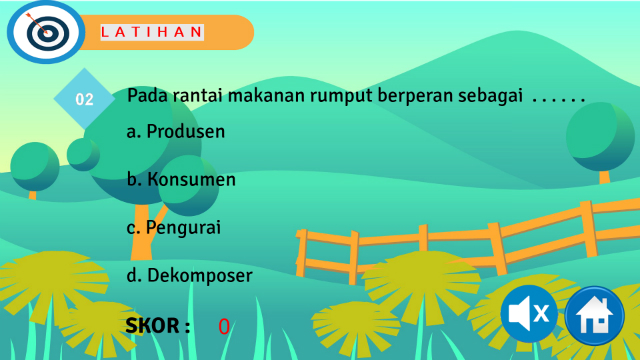 LATIHAN
02
Pada rantai makanan rumput berperan sebagai ......
a. Produsen
b. Konsumen
c. Pengurai
d. Dekomposer
SKOR : 0
X